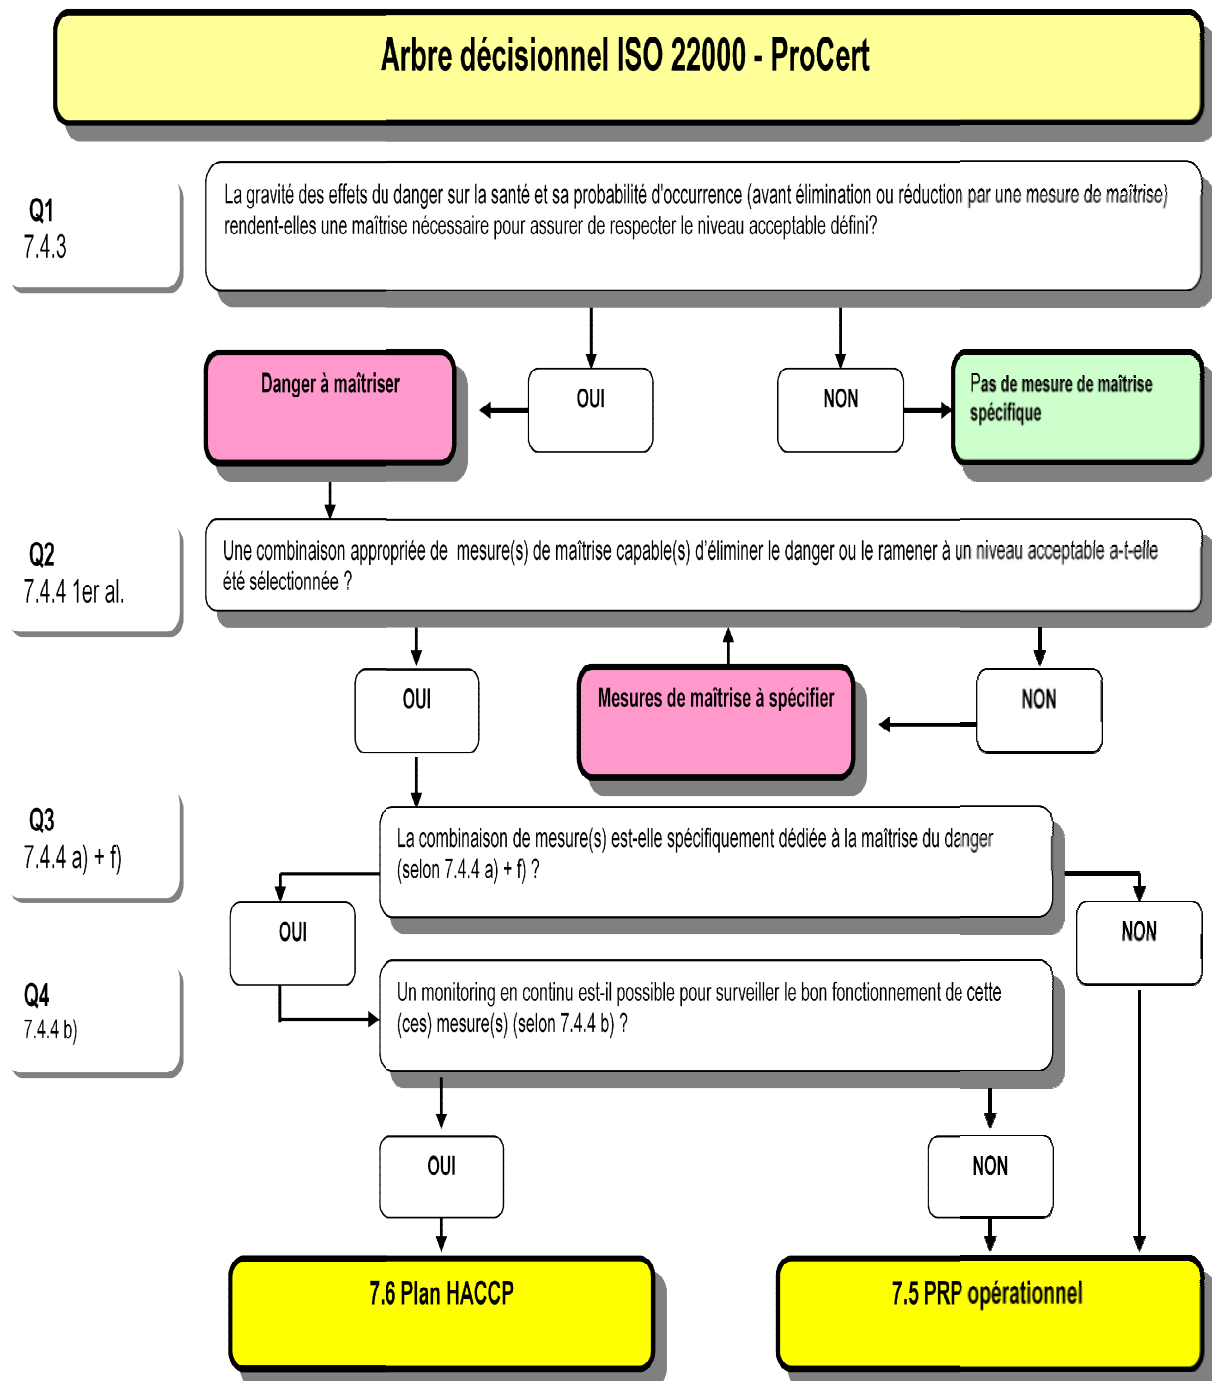 Arbre décisionnel ISO 22000 - ProCert
Q1
7.4.3
La gravité des effets du danger sur la santé et sa probabilité d'occurrence (avant élimination ou réduction par une mesure de maîtrise)
rendent-elles une maîtrise nécessaire pour assurer de respecter le niveau acceptable défini?
Danger à maîtriser
OUI
NON
Pas de mesure de maîtrise
spécifique
Q2
7.4.4 1er al.
Une combinaison appropriée de mesure(s) de maîtrise capable(s) d'éliminer le danger ou le ramener à un niveau acceptable a-t-elle
été sélectionnée ?
OUI
Mesures de maîtrise à spécifier
NON
Q3
7.4.4 a) + f)
La combinaison de mesure(s) est-elle spécifiquement dédiée à la maîtrise du danger
(selon 7.4.4 a) + f) ?
OUI
NON
Q4
7.4.4 b)
Un monitoring en continu est-il possible pour surveiller le bon fonctionnement de cette
(ces) mesure(s) (selon 7.4.4 b) ?
OUI
NON
7.6 Plan HACCP
7.5 PRP opérationnel